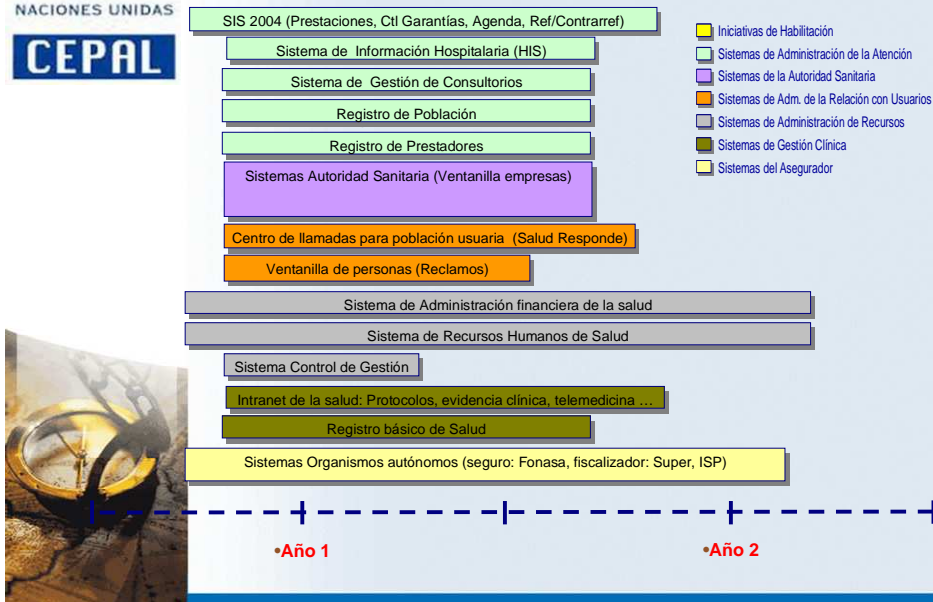 NACIONES UNIDAS
CEPAL
SIS 2004 (Prestaciones, Ctl Garantías, Agenda, Ref/Contrarref)
Sistema de Información Hospitalaria (HIS)
Sistema de Gestión de Consultorios
Registro de Población
Registro de Prestadores
Sistemas Autoridad Sanitaria (Ventanilla empresas)
Centro de llamadas para población usuaria (Salud Responde)
Ventanilla de personas (Reclamos)
Sistema de Administración financiera de la salud
Sistema de Recursos Humanos de Salud
Sistema Control de Gestión
Intranet de la salud: Protocolos, evidencia clínica, telemedicina …
Registro básico de Salud
Sistemas Organismos autónomos (seguro: Fonasa, fiscalizador: Super, ISP)
Iniciativas de Habilitación
Sistemas de Administración de la Atención
Sistemas de la Autoridad Sanitaria
Sistemas de Adm. de la Relación con Usuarios
Sistemas de Administración de Recursos
Sistemas de Gestión Clínica
Sistemas del Asegurador
•Año 1
•Año 2